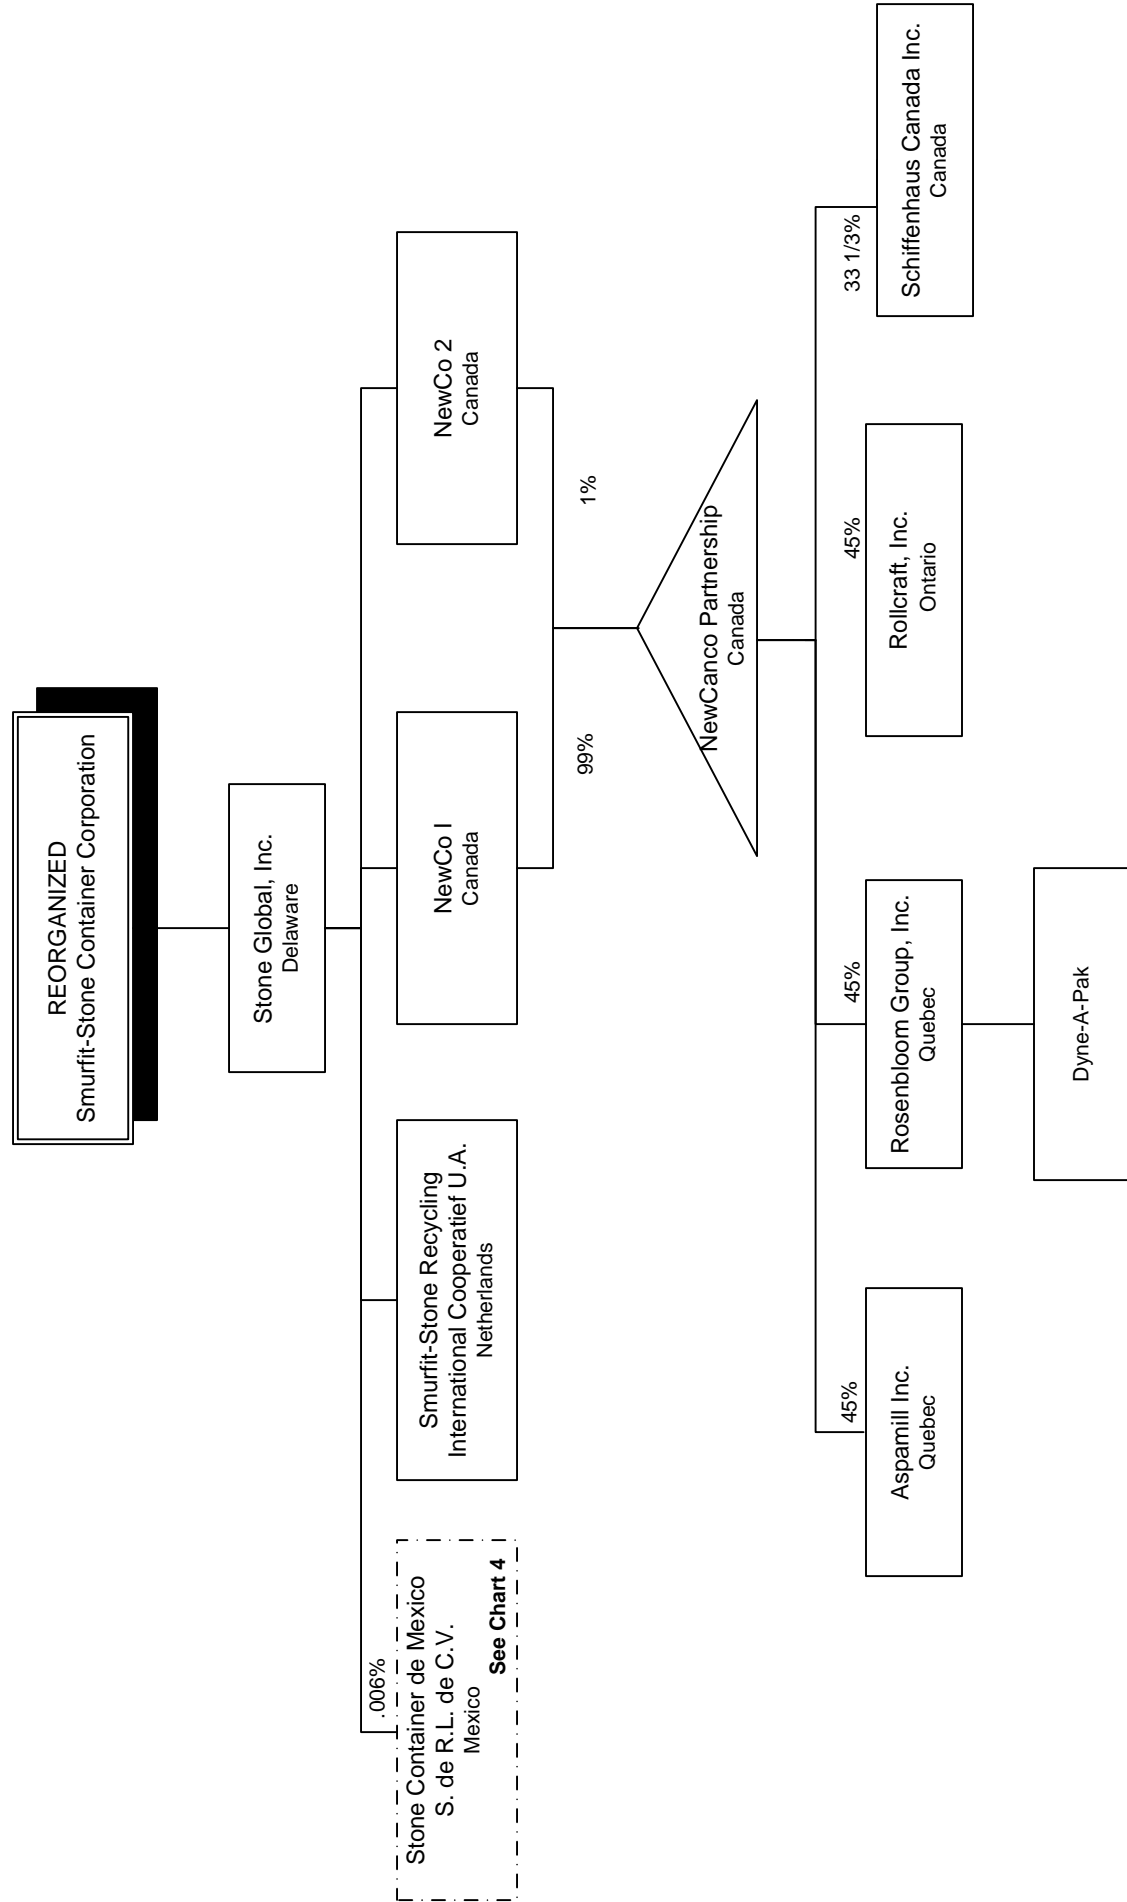 REORGANIZED
Smurfit-Stone Container Corporation
Stone Global, Inc.
Delaware
.006%
Stone Container de Mexico
S. de R.L. de C.V.
Mexico
See Chart 4
Smurfit-Stone Recycling
International Cooperatief U.A.
Netherlands
NewCo I
Canada
NewCo 2
Canada
99%
1%
NewCanco Partnership
Canada
45%
Aspamill Inc.
Quebec
45%
Rosenbloom Group, Inc.
Quebec
45%
Rollcraft, Inc.
Ontario
33 1/3%
Schiffenhaus Canada Inc.
Canada
Dyne-A-Pak